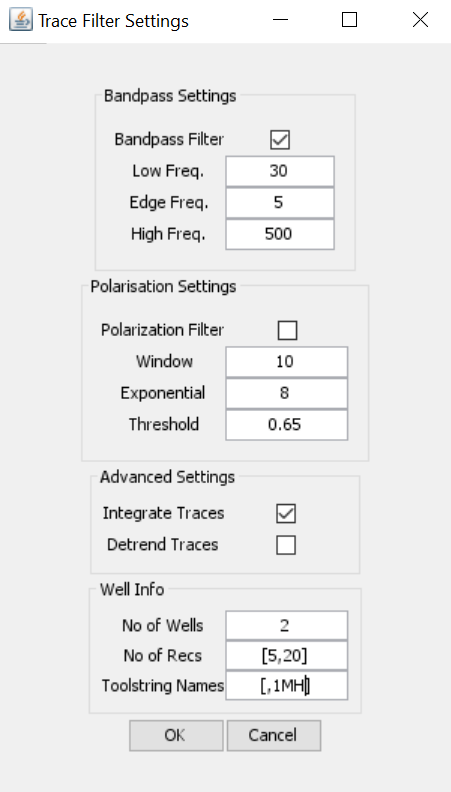 Trace Filter Settings
Bandpass Settings
Bandpass Filter
Low Freq. 30
Edge Freq. 5
High Freq. 500
Polarisation Settings
Polarization Filter
Window 10
Exponential 8
Threshold 0.65
Advanced Settings
Integrate Traces
Detrend Traces
Well Info
No of Wells 2
No of Recs [5,20]
Toolstring Names [,1MH]
OK Cancel